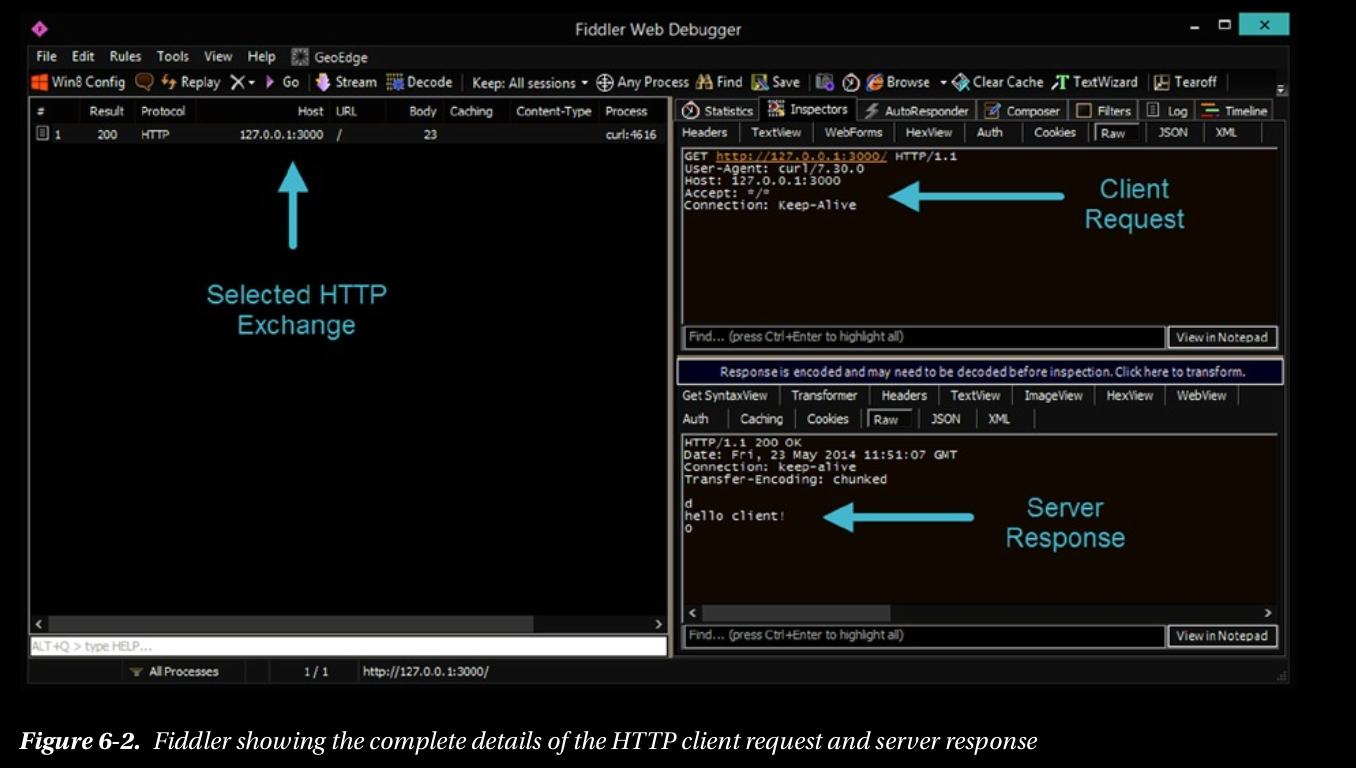 Fiddler Web Debugger
File Edit Rules Tools View Help GeoEdge
Win8 Config Replay Go Stream Decode Keep: All sessions Any Process Find Save Browse Clear Cache TextWizard Tearoff
# Result Protocol Host URL Body Caching Content-Type Process
1 200 HTTP 127.0.0.1:3000 / 23 curl:4616
Selected HTTP
Exchange
ALT+Q > type HELP...
All Processes 1 / 1 http://127.0.0.1:3000/
Statistics Inspectors AutoResponder Composer Filters Log Timeline
Headers TextView WebForms HexView Auth Cookies Raw JSON XML
GET http://127.0.0.1:3000/ HTTP/1.1
User-Agent: curl/7.30.0
Host: 127.0.0.1:3000
Accept: */*
Connection: Keep-Alive
Client
Request
Find... (press Ctrl+Enter to highlight all) View in Notepad
Response is encoded and may need to be decoded before inspection. Click here to transform.
Get SyntaxView Transformer Headers TextView ImageView HexView WebView
Auth Caching Cookies Raw JSON XML
HTTP/1.1 200 OK
Date: Fri, 23 May 2014 11:51:07 GMT
Connection: keep-alive
Transfer-Encoding: chunked
d
hello client!
0
Server
Response
Find... (press Ctrl+Enter to highlight all) View in Notepad
Figure 6-2. Fiddler showing the complete details of the HTTP client request and server response